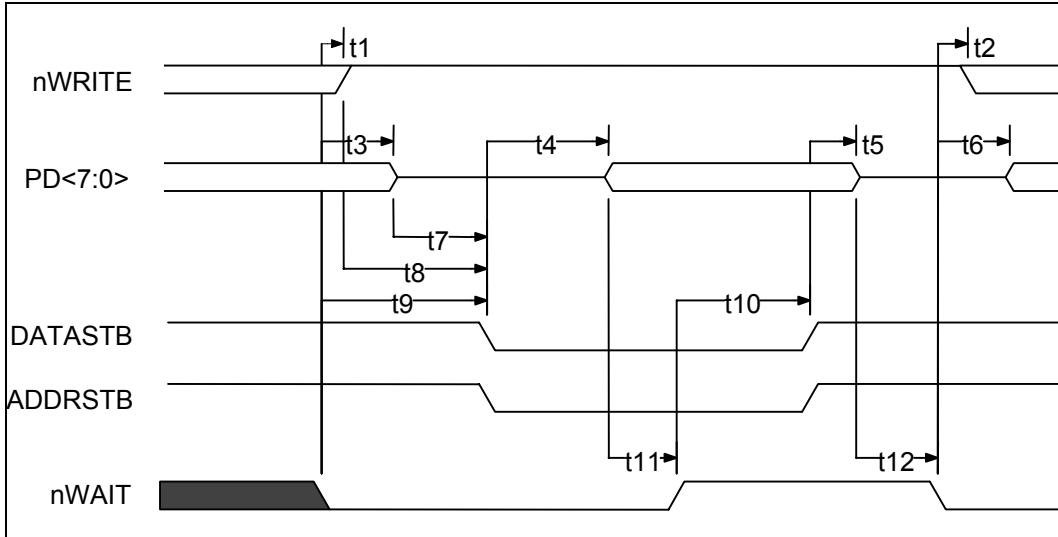 t1
t2
nWRITE
t3
t4
t5
t6
PD<7:0>
t7
t8
t9
t10
DATASTB
ADDRSTB
t11
t12
nWAIT